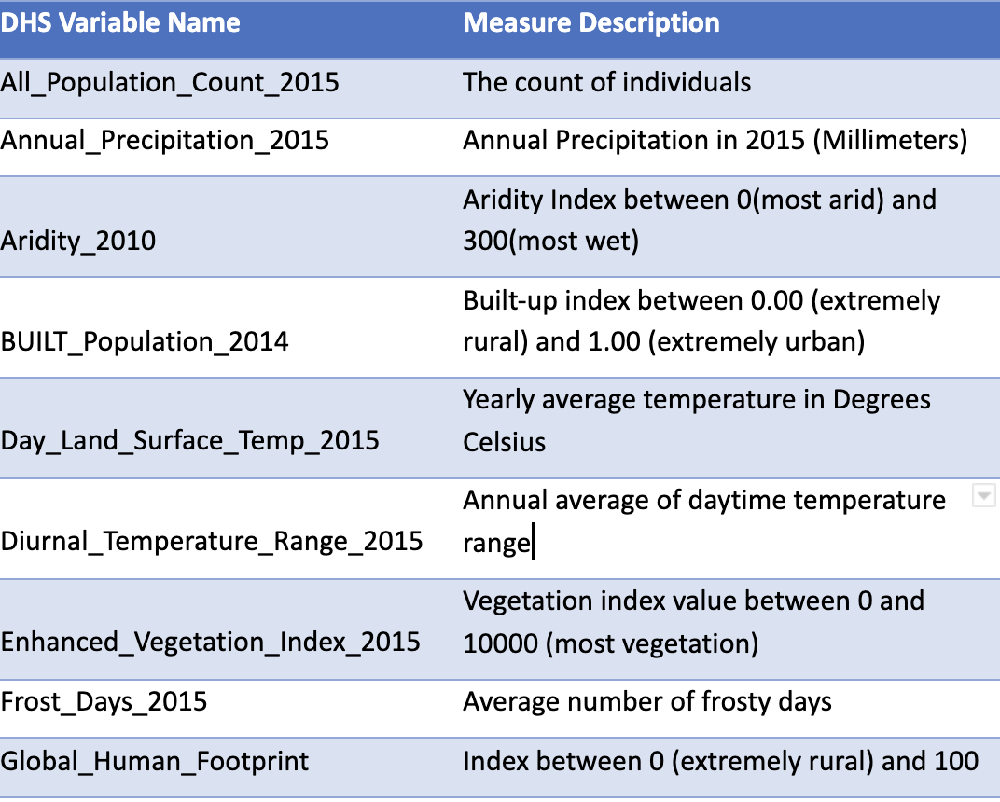 DHS Variable Name Measure Description
All_Population_Count_2015 The count of individuals
Annual_Precipitation_2015 Annual Precipitation in 2015 (Millimeters)
Aridity Index between 0(most arid) and
Aridity_2010 300(most wet)
Built-up index between 0.00 (extremely
BUILT_Population_2014 rural) and 1.00 (extremely urban)
Yearly average temperature in Degrees
Day_Land_Surface_Temp_2015 Celsius
Annual average of daytime temperature
Diurnal_Temperature_Range_2015 range
Vegetation index value between 0 and
Enhanced_Vegetation_Index_2015 10000 (most vegetation)
Frost_Days_2015 Average number of frosty days
Global_Human_Footprint Index between 0 (extremely rural) and 100